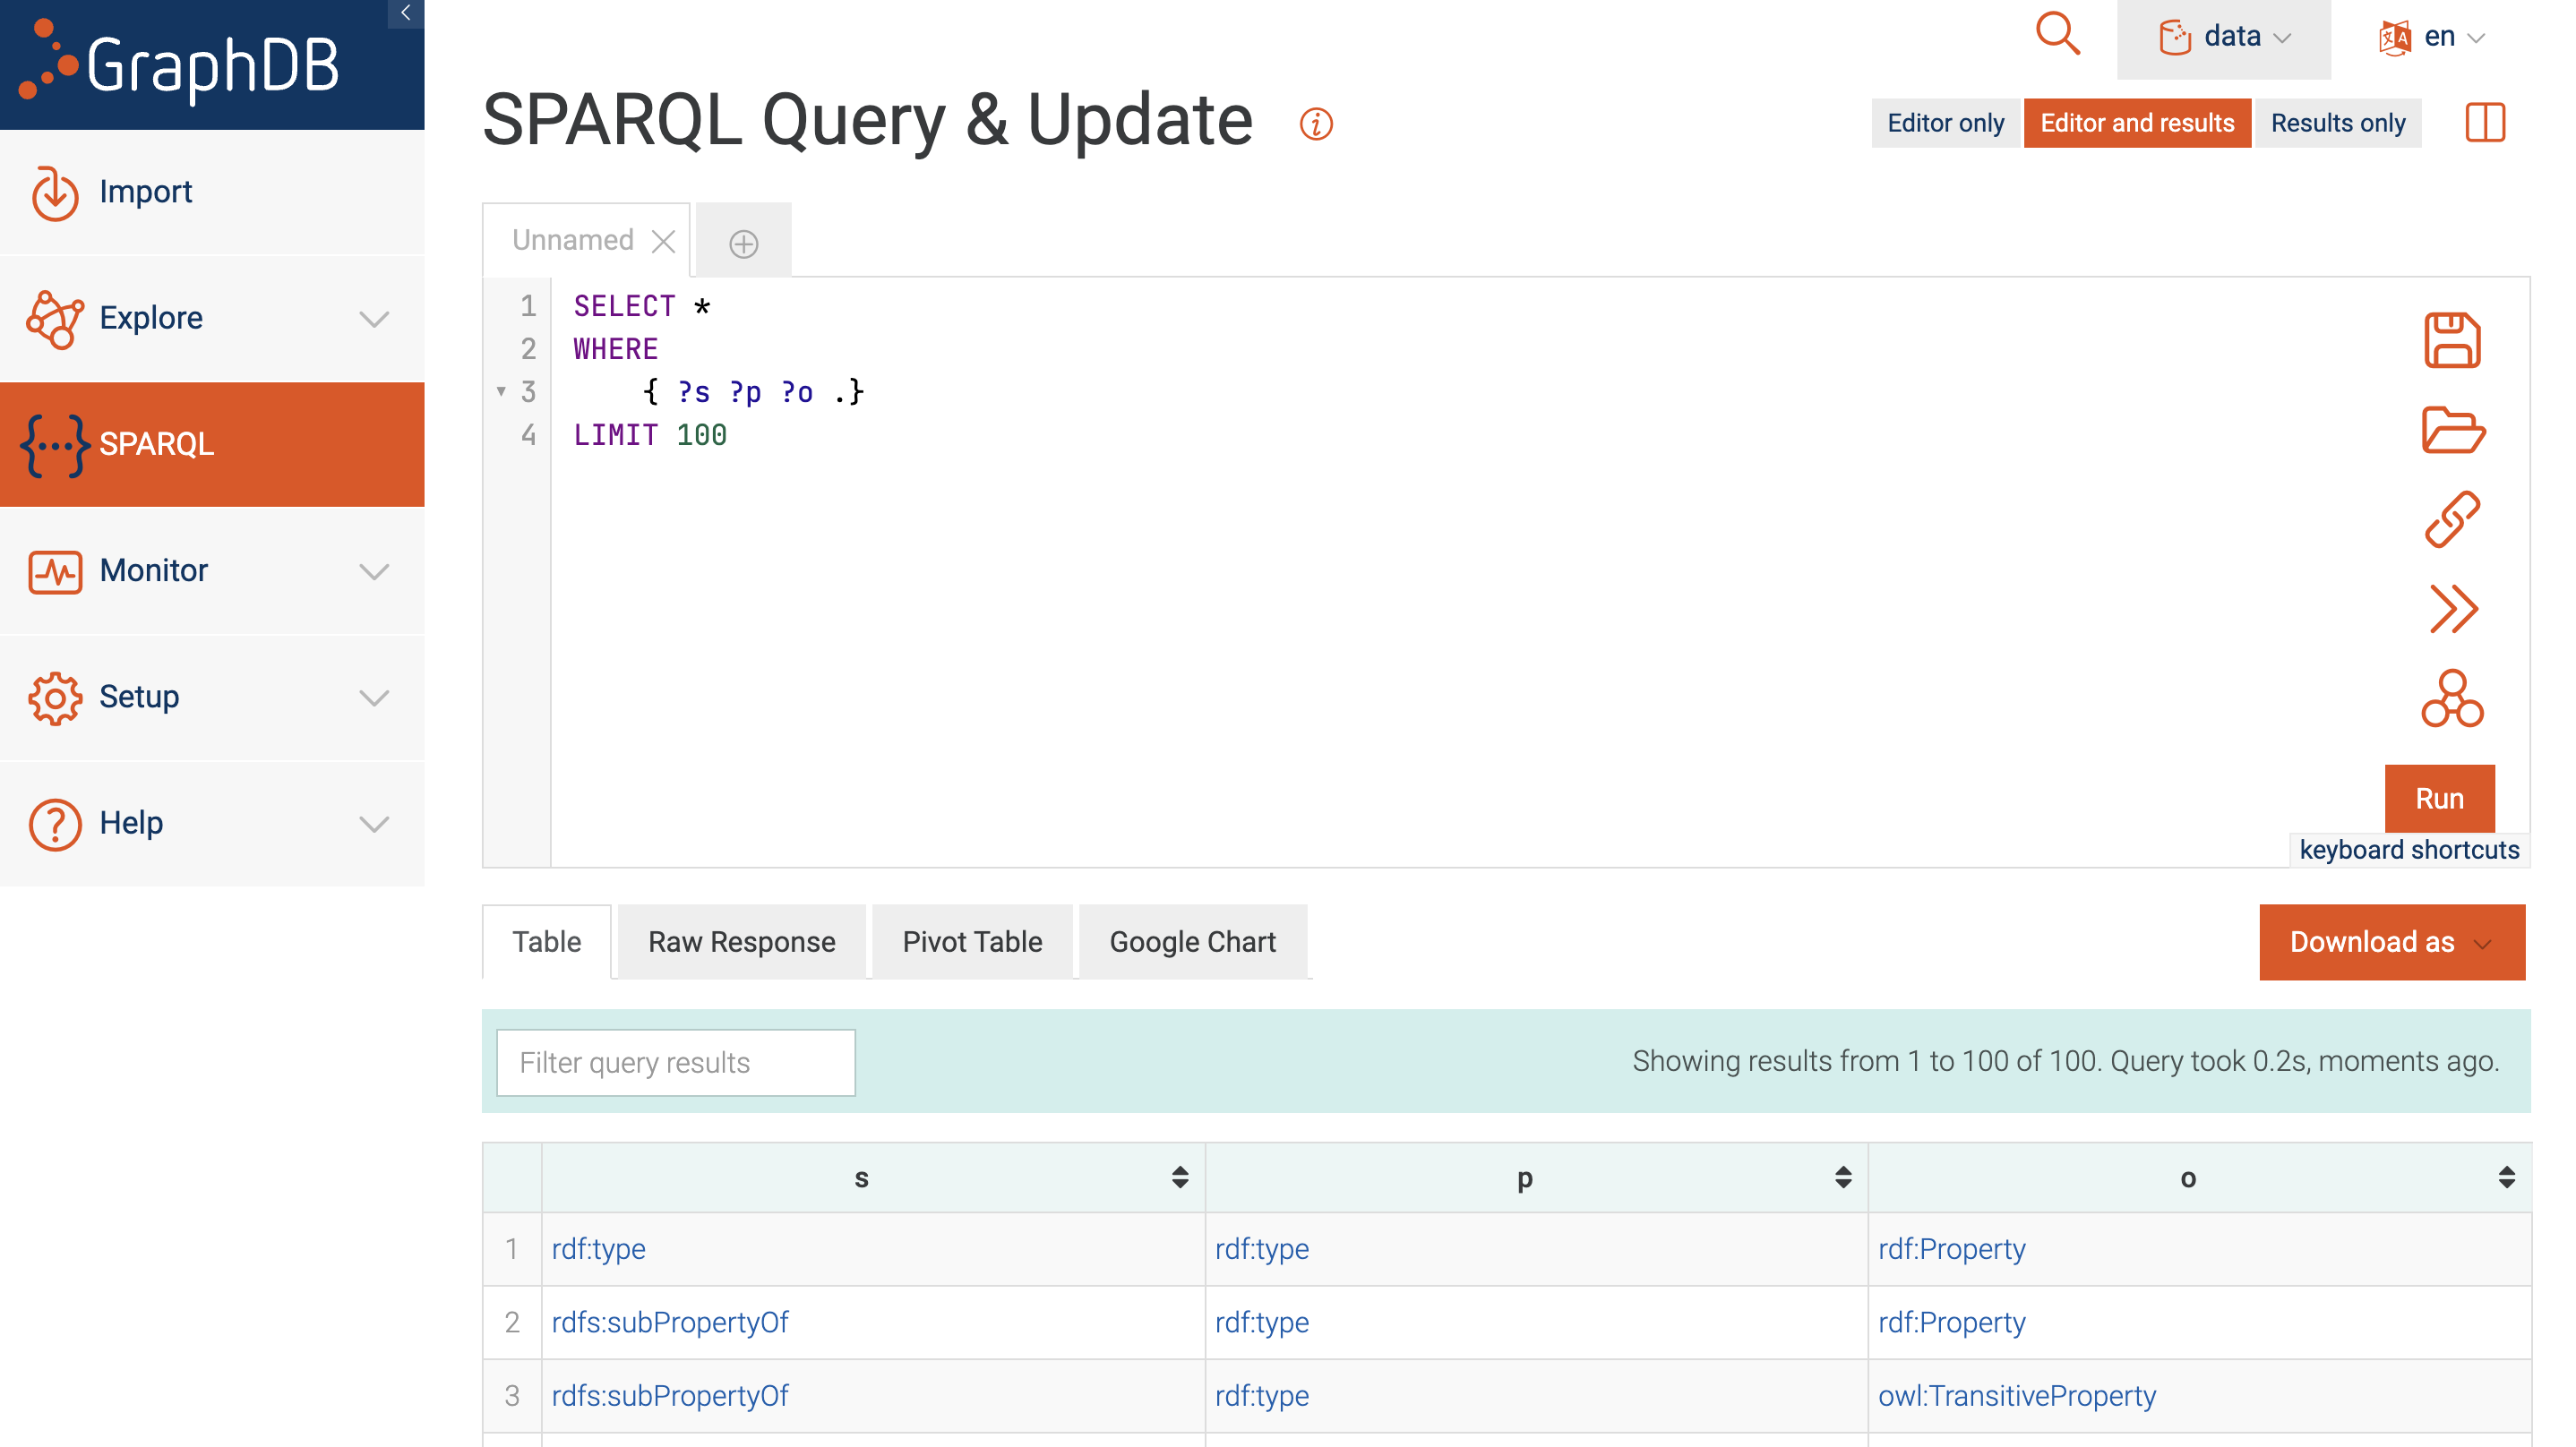 GraphDB
data
en
SPARQL Query & Update
Editor only
Editor and results
Results only
Import
Explore
SPARQL
Monitor
Setup
Help
Unnamed
1 SELECT *
2 WHERE
3 { ?s ?p ?o .}
4 LIMIT 100
Run
keyboard shortcuts
Table
Raw Response
Pivot Table
Google Chart
Download as
Filter query results
Showing results from 1 to 100 of 100. Query took 0.2s, moments ago.
s p o
1 rdf:type rdf:type rdf:Property
2 rdfs:subPropertyOf rdf:type rdf:Property
3 rdfs:subPropertyOf rdf:type owl:TransitiveProperty